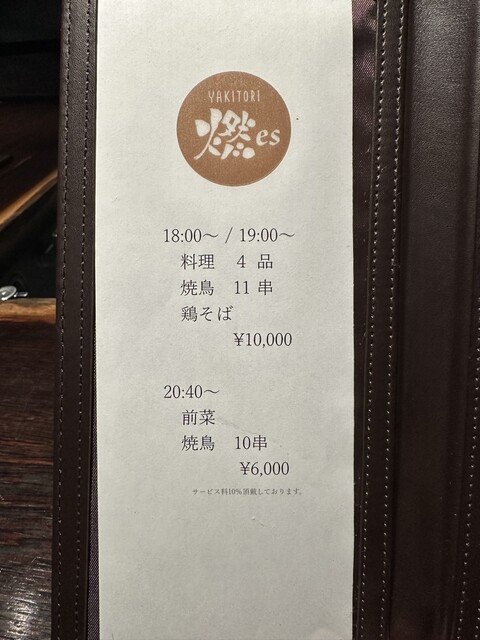 YAKITORI
燃es
18:00～ / 19:00～
料理 4 品
焼鳥 11 串
鶏そば
¥10,000
20:40～
前菜
焼鳥 10串
¥6,000
サービス料10％頂戴しております。